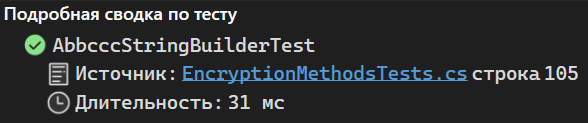 Подробная сводка по тесту
AbbcccStringBuilderTest
Источник: EncryptionMethodsTests.cs строка 105
Длительность: 31 мс